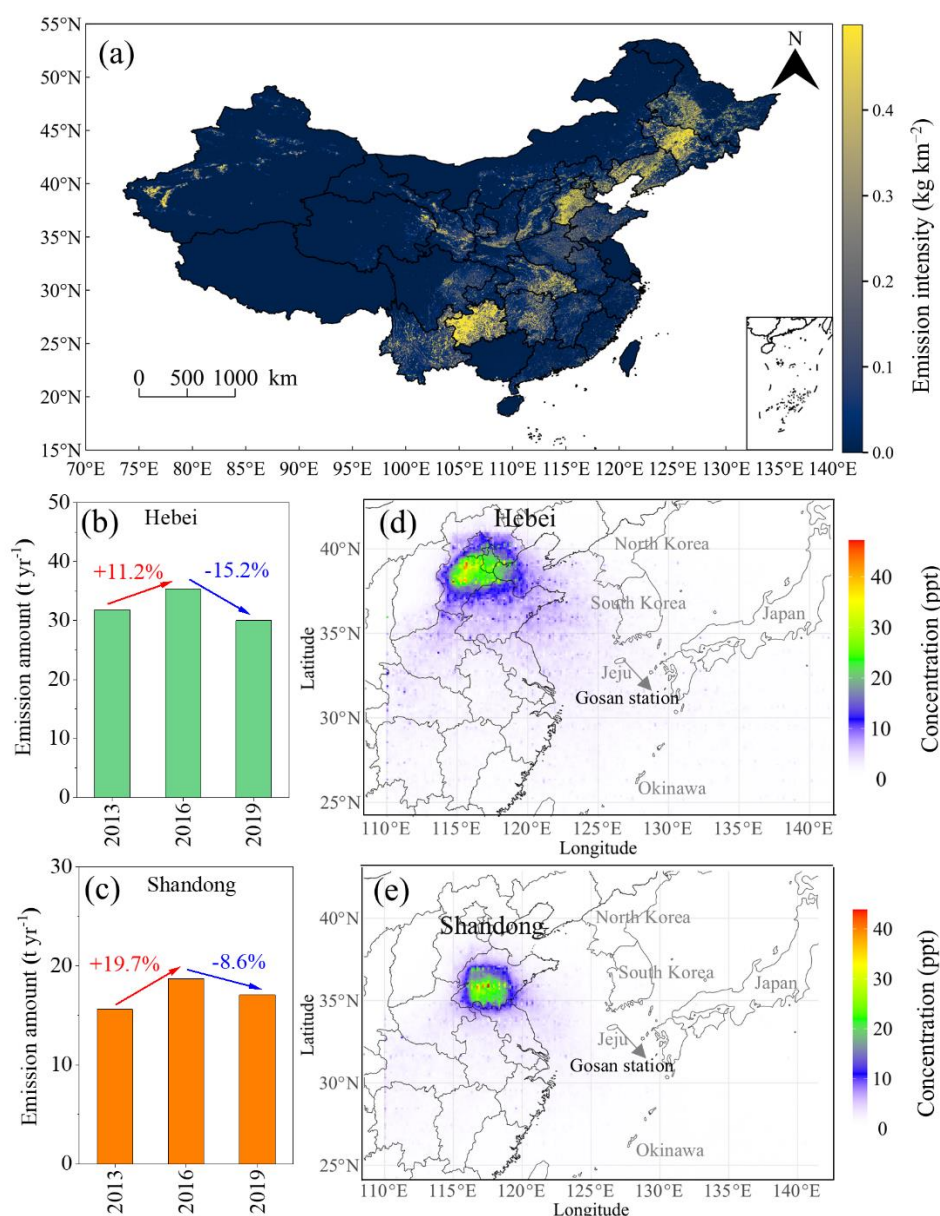 (a)
N
55°N
50°N
45°N
40°N
35°N
30°N
25°N
20°N
15°N
0 500 1000 km
70°E 75°E 80°E 85°E 90°E 95°E 100°E 105°E 110°E 115°E 120°E 125°E 130°E 135°E 140°E
0.4
0.3
0.2
0.1
0.0
Emission intensity (kg km⁻²)
(b) Hebei
Emission amount (t yr⁻¹)
50
40
30
20
10
0
+11.2%
-15.2%
2013 2016 2019
(d) Hebei
Latitude
40°N
35°N
30°N
25°N
North Korea
South Korea
Japan
Jeju
Gosan station
Okinawa
110°E 115°E 120°E 125°E 130°E 135°E 140°E
Longitude
40
30
20
10
0
Concentration (ppt)
(c) Shandong
Emission amount (t yr⁻¹)
30
20
10
0
+19.7%
-8.6%
2013 2016 2019
(e)
Shandong
Latitude
40°N
35°N
30°N
25°N
North Korea
South Korea
Japan
Jeju
Gosan station
Okinawa
110°E 115°E 120°E 125°E 130°E 135°E 140°E
Longitude
40
30
20
10
0
Concentration (ppt)